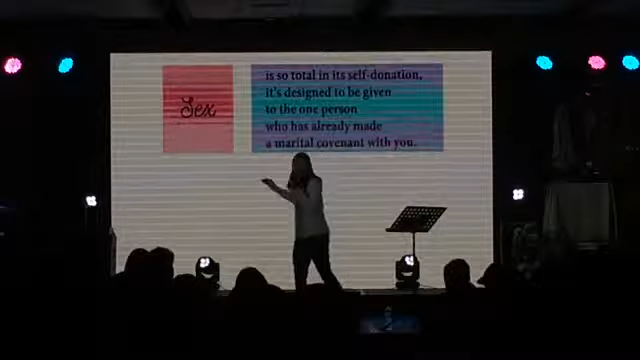 Sex
is so total in its self-donation,
it's designed to be given
to the one person
who has already made
a marital covenant with you.